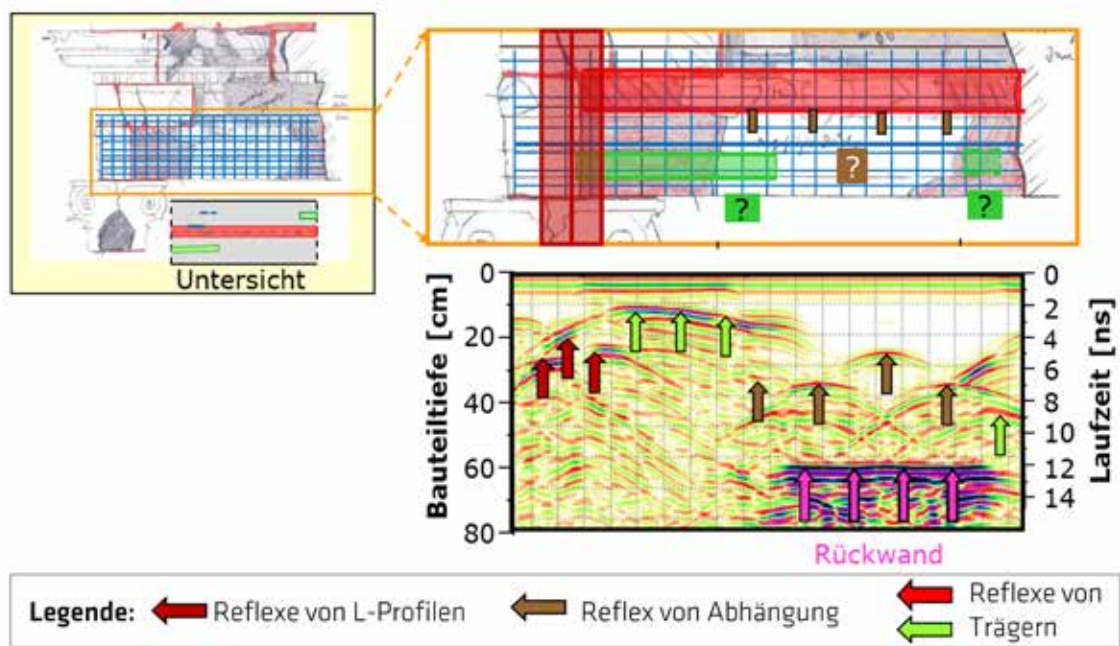 Untersicht
?
?
?
Bauteiltiefe [cm]
0
20
40
60
80
Laufzeit [ns]
0
2
4
6
8
10
12
14
Rückwand
Legende:
Reflexe von L-Profilen
Reflex von Abhängung
Reflexe von
Trägern